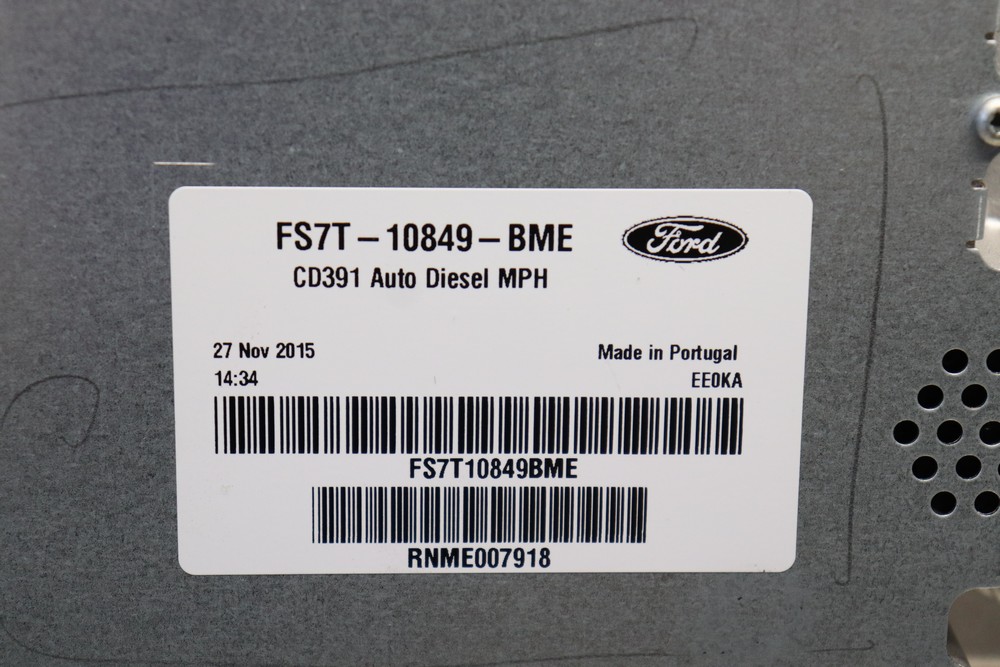 FS7T – 10849 – BME
Ford
CD391 Auto Diesel MPH
27 Nov 2015
Made in Portugal
14:34
EE0KA
FS7T10849BME
RNME007918